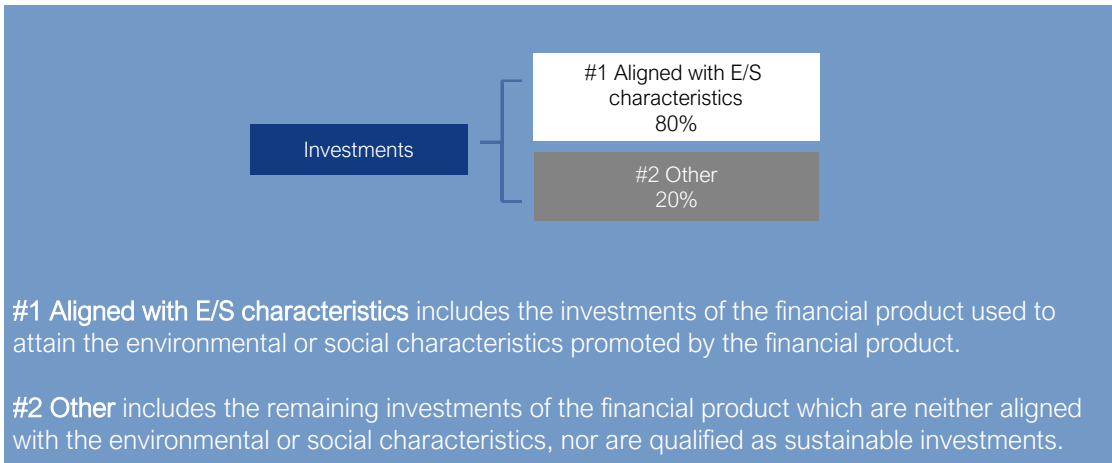 Investments
#1 Aligned with E/S
characteristics
80%
#2 Other
20%
#1 Aligned with E/S characteristics includes the investments of the financial product used to
attain the environmental or social characteristics promoted by the financial product.
#2 Other includes the remaining investments of the financial product which are neither aligned
with the environmental or social characteristics, nor are qualified as sustainable investments.